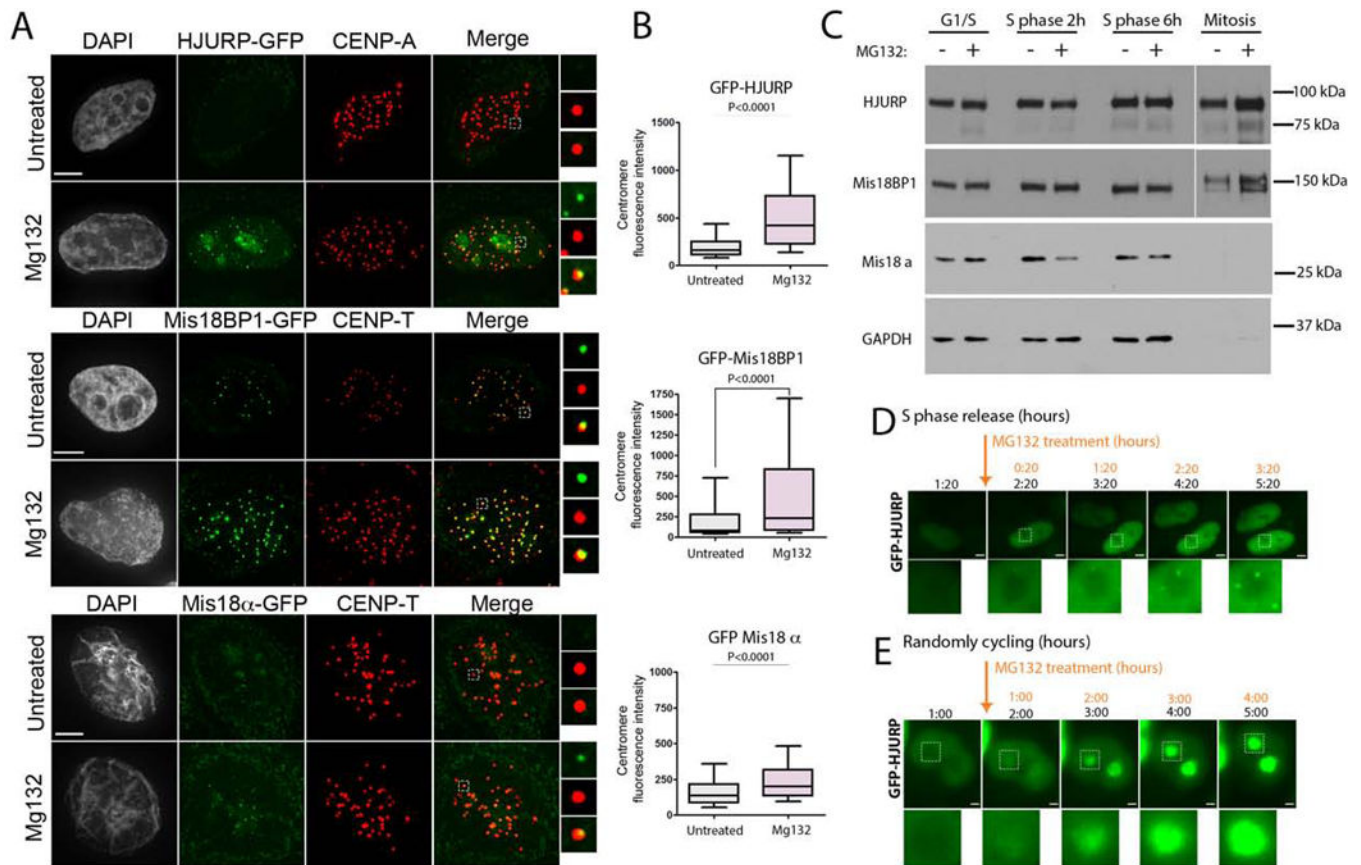 A
DAPI HJURP-GFP CENP-A Merge
Untreated
Mg132
DAPI Mis18BP1-GFP CENP-T Merge
Untreated
Mg132
DAPI Mis18α-GFP CENP-T Merge
Untreated
Mg132
B
GFP-HJURP
P<0.0001
Centromere
fluorescence intensity
1500
1000
500
0
Untreated Mg132
GFP-Mis18BP1
P<0.0001
Centromere
fluorescence intensity
1750
1500
1250
1000
750
500
250
0
Untreated Mg132
GFP Mis18 α
P<0.0001
Centromere
fluorescence intensity
1000
750
500
250
0
Untreated Mg132
C
G1/S S phase 2h S phase 6h Mitosis
MG132: - + - + - + - +
HJURP
100 kDa
75 kDa
Mis18BP1
150 kDa
Mis18 a
25 kDa
GAPDH
37 kDa
D S phase release (hours)
MG132 treatment (hours)
0:20 1:20 2:20 3:20
1:20 2:20 3:20 4:20 5:20
GFP-HJURP
E Randomly cycling (hours)
MG132 treatment (hours)
1:00 2:00 3:00 4:00
1:00 2:00 3:00 4:00 5:00
GFP-HJURP